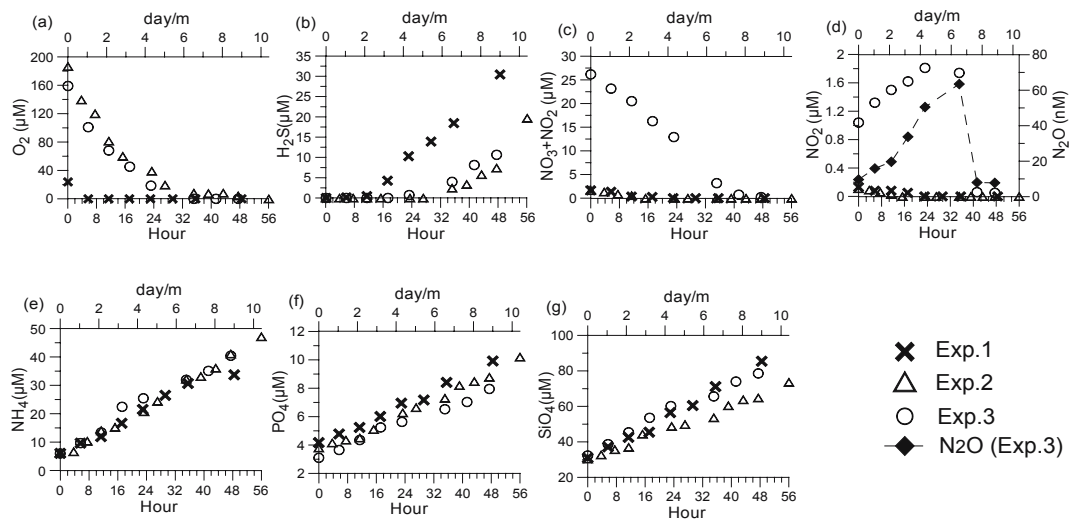 (a)
day/m
0 2 4 6 8 10
O2 (µM)
200
160
120
80
40
0
0 8 16 24 32 40 48 56
Hour
(b)
day/m
0 2 4 6 8 10
H2S(µM)
35
30
25
20
15
10
5
0
0 8 16 24 32 40 48 56
Hour
(c)
day/m
0 2 4 6 8 10
NO3+NO2 (µM)
30
25
20
15
10
5
0
0 8 16 24 32 40 48 56
Hour
(d)
day/m
0 2 4 6 8 10
NO2 (µM)
2
1.6
1.2
0.8
0.4
0
N2O (nM)
80
70
60
50
40
30
20
10
0
0 8 16 24 32 40 48 56
Hour
(e)
day/m
0 2 4 6 8 10
NH4(µM)
50
40
30
20
10
0
0 8 16 24 32 40 48 56
Hour
(f)
day/m
0 2 4 6 8 10
PO4(µM)
12
10
8
6
4
2
0 8 16 24 32 40 48 56
Hour
(g)
day/m
0 2 4 6 8 10
SiO4(µM)
100
80
60
40
20
0 8 16 24 32 40 48 56
Hour
Exp.1
Exp.2
Exp.3
N2O (Exp.3)